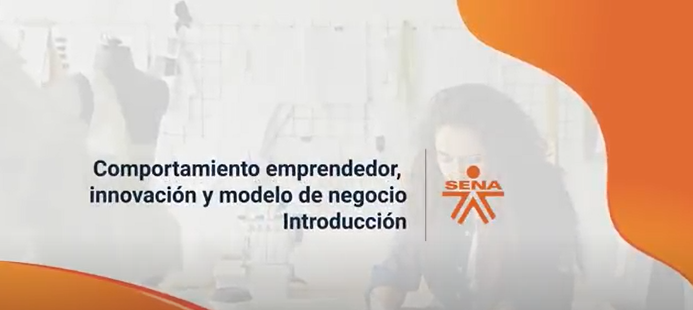 Comportamiento emprendedor,
innovación y modelo de negocio
Introducción
SENA